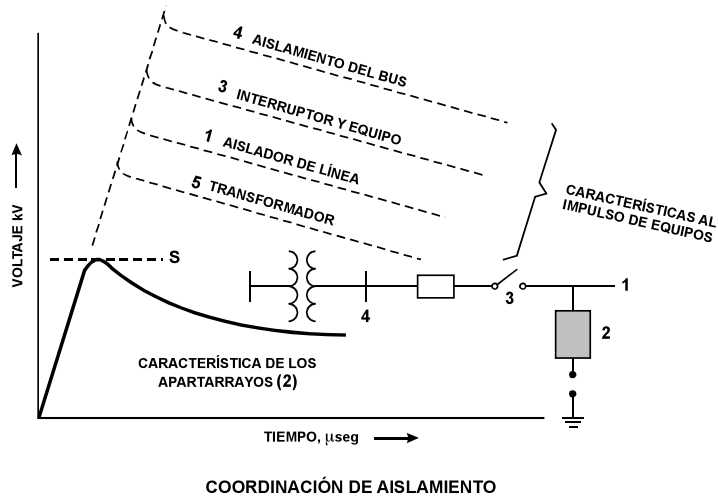 4 AISLAMIENTO DEL BUS
3 INTERRUPTOR Y EQUIPO
1 AISLADOR DE LÍNEA
5 TRANSFORMADOR
CARACTERÍSTICAS AL
IMPULSO DE EQUIPOS
VOLTAJE kV
S
4
3
1
2
CARACTERÍSTICA DE LOS
APARTARRAYOS (2)
TIEMPO, µseg
COORDINACIÓN DE AISLAMIENTO